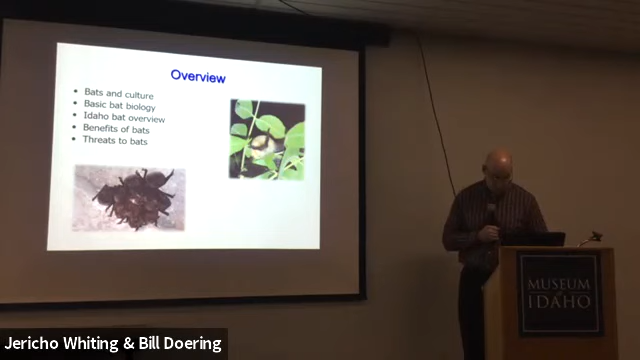 Overview
• Bats and culture
• Basic bat biology
• Idaho bat overview
• Benefits of bats
• Threats to bats
MUSEUM
of
IDAHO
Jericho Whiting & Bill Doering